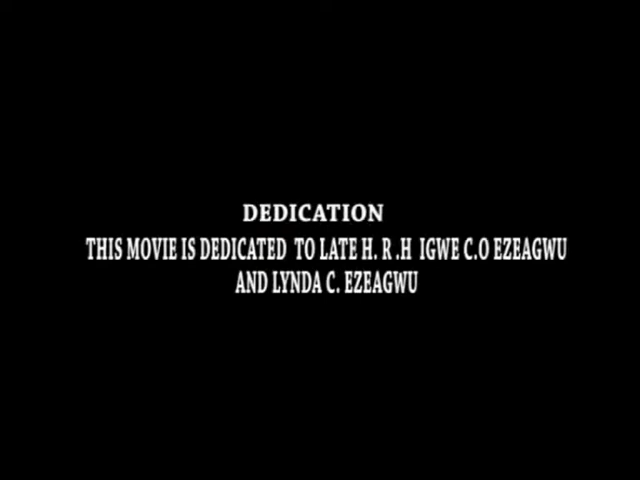 DEDICATION
THIS MOVIE IS DEDICATED TO LATE H. R .H IGWE C.O EZEAGWU
AND LYNDA C. EZEAGWU